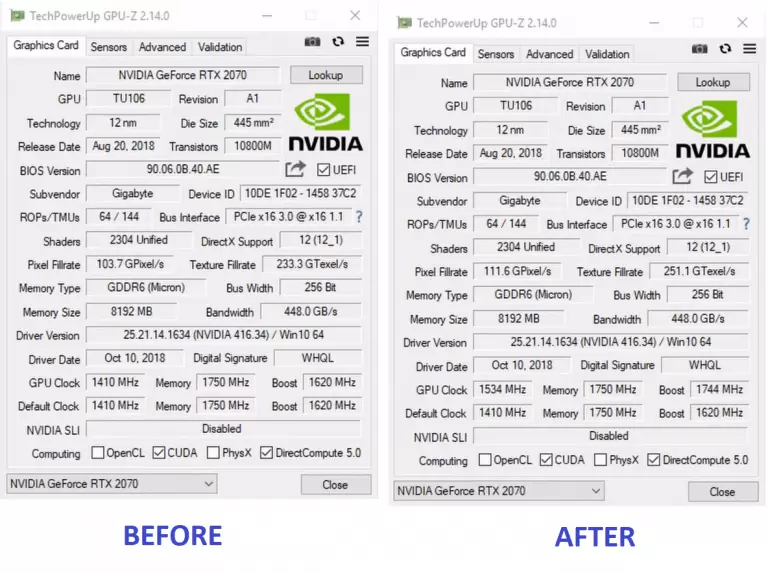 TechPowerUp GPU-Z 2.14.0
Graphics Card Sensors Advanced Validation
Name NVIDIA GeForce RTX 2070 Lookup
GPU TU106 Revision A1
Technology 12 nm Die Size 445 mm²
Release Date Aug 20, 2018 Transistors 10800M
NVIDIA
BIOS Version 90.06.0B.40.AE UEFI
Subvendor Gigabyte Device ID 10DE 1F02 - 1458 37C2
ROPs/TMUs 64 / 144 Bus Interface PCIe x16 3.0 @ x16 1.1 ?
Shaders 2304 Unified DirectX Support 12 (12_1)
Pixel Fillrate 103.7 GPixel/s Texture Fillrate 233.3 GTexel/s
Memory Type GDDR6 (Micron) Bus Width 256 Bit
Memory Size 8192 MB Bandwidth 448.0 GB/s
Driver Version 25.21.14.1634 (NVIDIA 416.34) / Win10 64
Driver Date Oct 10, 2018 Digital Signature WHQL
GPU Clock 1410 MHz Memory 1750 MHz Boost 1620 MHz
Default Clock 1410 MHz Memory 1750 MHz Boost 1620 MHz
NVIDIA SLI Disabled
Computing OpenCL CUDA PhysX DirectCompute 5.0
NVIDIA GeForce RTX 2070 Close
BEFORE
TechPowerUp GPU-Z 2.14.0
Graphics Card Sensors Advanced Validation
Name NVIDIA GeForce RTX 2070 Lookup
GPU TU106 Revision A1
Technology 12 nm Die Size 445 mm²
Release Date Aug 20, 2018 Transistors 10800M
NVIDIA
BIOS Version 90.06.0B.40.AE UEFI
Subvendor Gigabyte Device ID 10DE 1F02 - 1458 37C2
ROPs/TMUs 64 / 144 Bus Interface PCIe x16 3.0 @ x16 1.1 ?
Shaders 2304 Unified DirectX Support 12 (12_1)
Pixel Fillrate 111.6 GPixel/s Texture Fillrate 251.1 GTexel/s
Memory Type GDDR6 (Micron) Bus Width 256 Bit
Memory Size 8192 MB Bandwidth 448.0 GB/s
Driver Version 25.21.14.1634 (NVIDIA 416.34) / Win10 64
Driver Date Oct 10, 2018 Digital Signature WHQL
GPU Clock 1534 MHz Memory 1750 MHz Boost 1744 MHz
Default Clock 1410 MHz Memory 1750 MHz Boost 1620 MHz
NVIDIA SLI Disabled
Computing OpenCL CUDA PhysX DirectCompute 5.0
NVIDIA GeForce RTX 2070 Close
AFTER